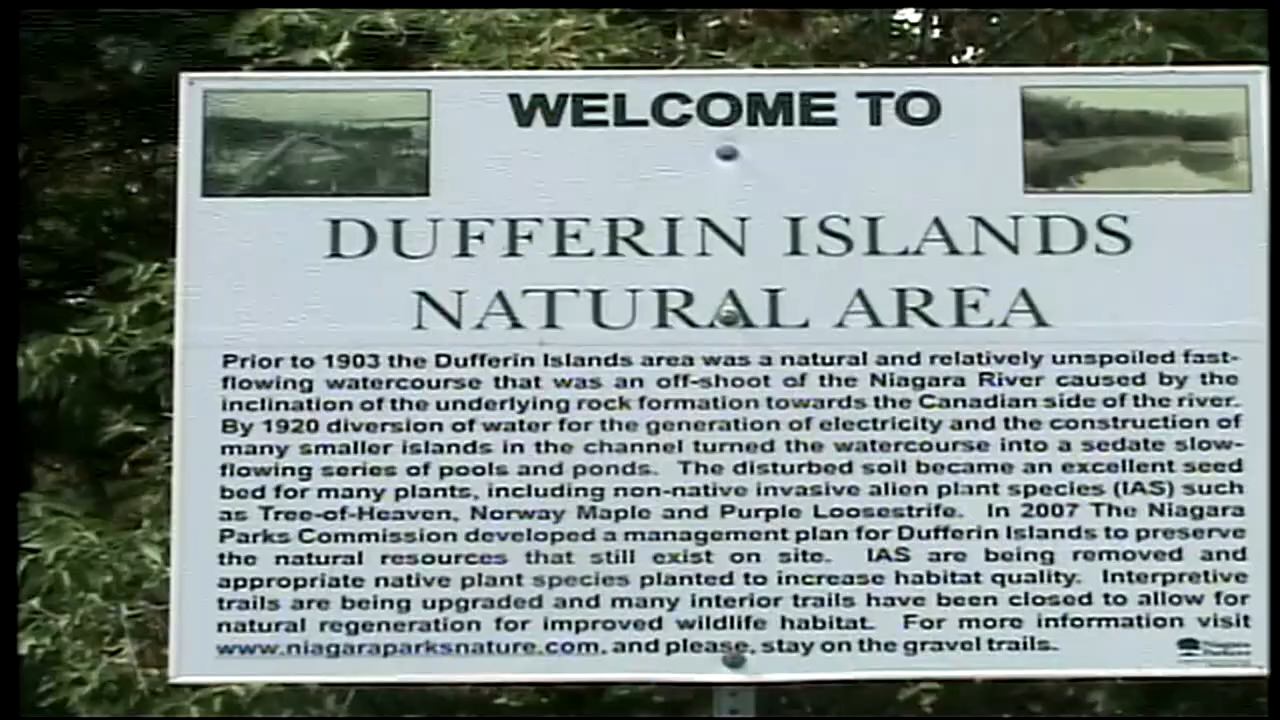 WELCOME TO
DUFFERIN ISLANDS
NATURAL AREA
Prior to 1903 the Dufferin Islands area was a natural and relatively unspoiled fast-
flowing watercourse that was an off-shoot of the Niagara River caused by the
inclination of the underlying rock formation towards the Canadian side of the river.
By 1920 diversion of water for the generation of electricity and the construction of
many smaller islands in the channel turned the watercourse into a sedate slow-
flowing series of pools and ponds. The disturbed soil became an excellent seed
bed for many plants, including non-native invasive alien plant species (IAS) such
as Tree-of-Heaven, Norway Maple and Purple Loosestrife. In 2007 The Niagara
Parks Commission developed a management plan for Dufferin Islands to preserve
the natural resources that still exist on site. IAS are being removed and
appropriate native plant species planted to increase habitat quality. Interpretive
trails are being upgraded and many interior trails have been closed to allow for
natural regeneration for improved wildlife habitat. For more information visit
www.niagaraparksnature.com, and please, stay on the gravel trails.